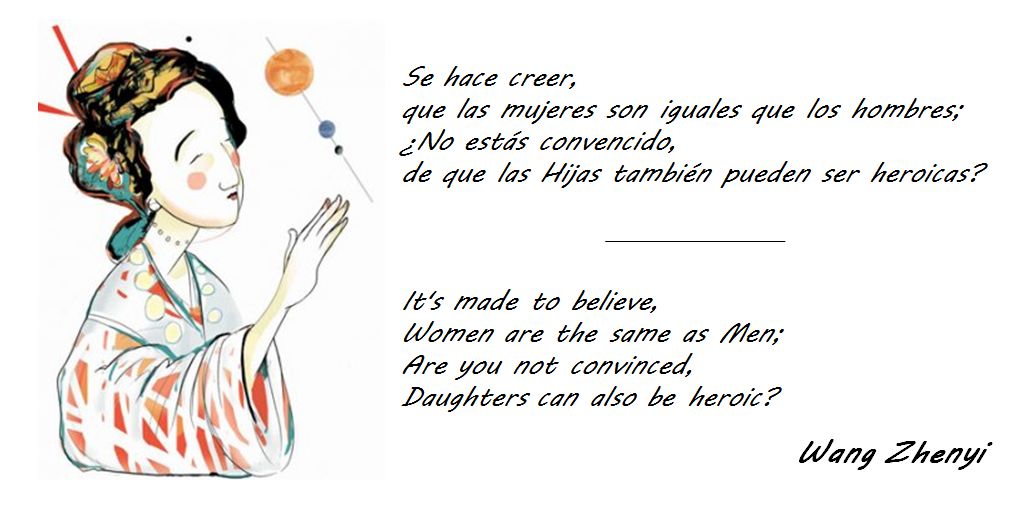 Se hace creer,
que las mujeres son iguales que los hombres;
¿No estás convencido,
de que las Hijas también pueden ser heroicas?
It's made to believe,
Women are the same as Men;
Are you not convinced,
Daughters can also be heroic?
Wang Zhenyi